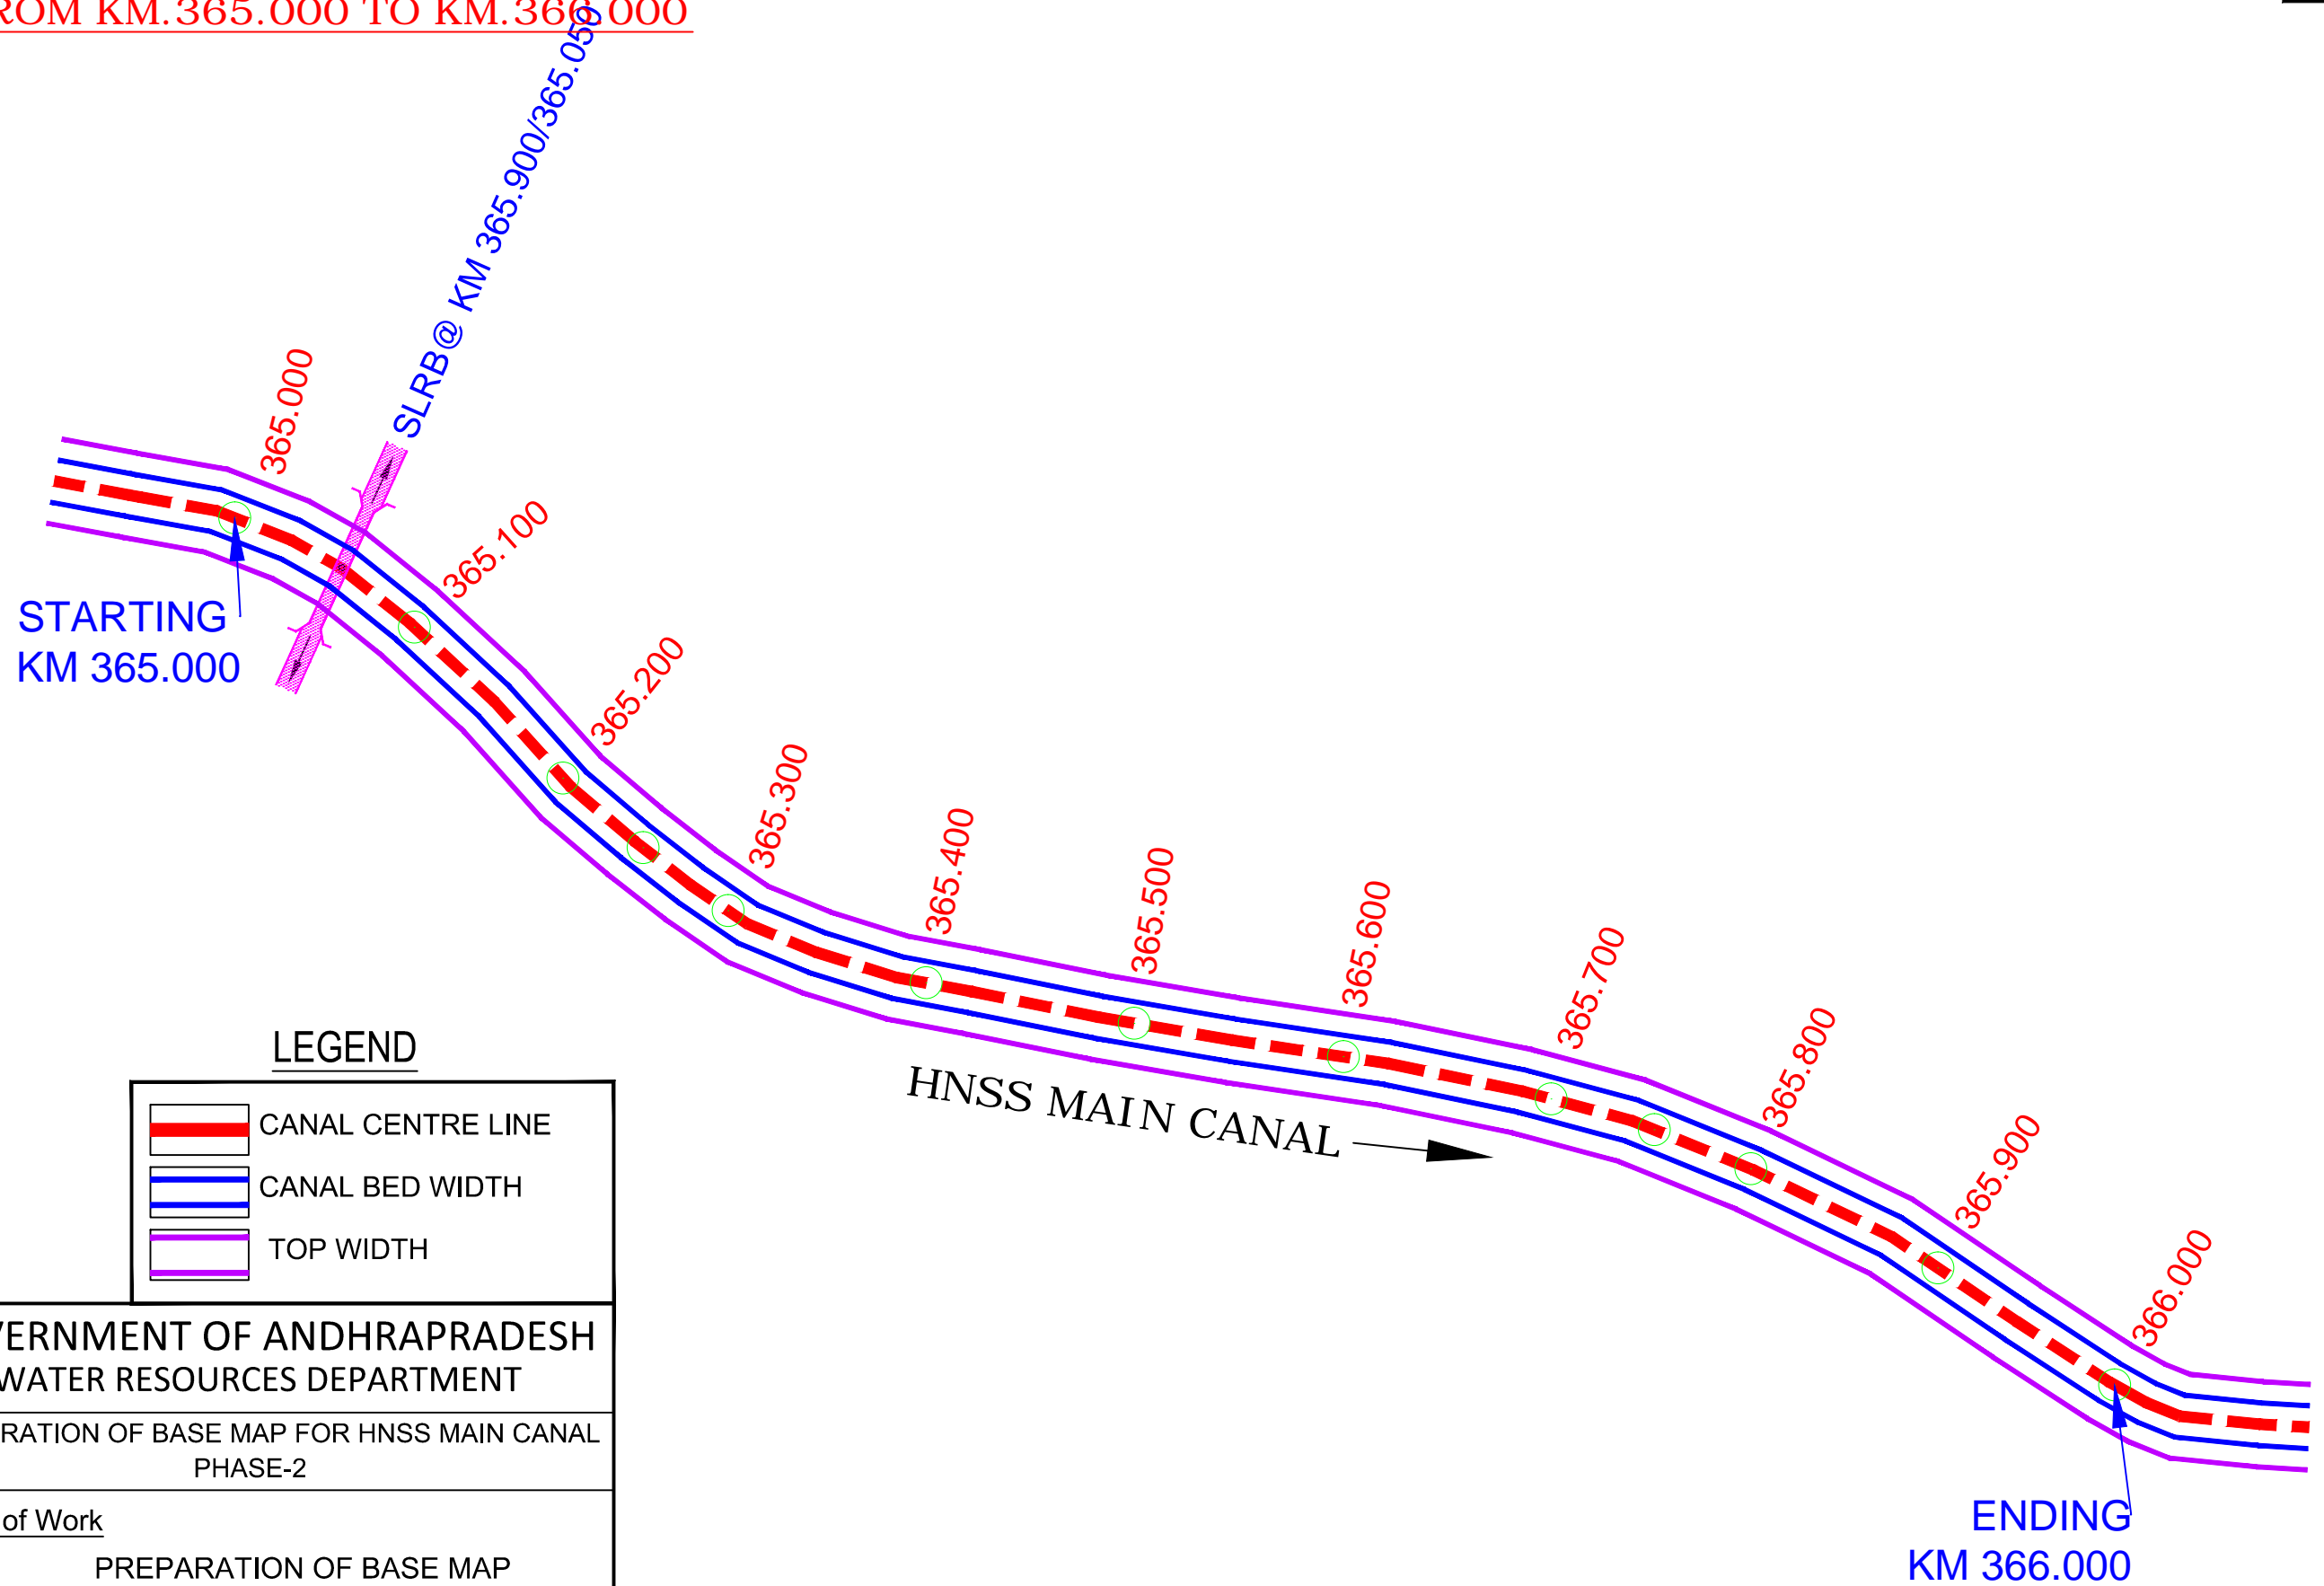 ROM KM.365.000 TO KM.366.000
SLRB@ KM 365.900/365.050
365.000
365.100
STARTING
KM 365.000
365.200
365.300
365.400
365.500
365.600
365.700
365.800
365.900
366.000
HNSS MAIN CANAL
LEGEND
CANAL CENTRE LINE
CANAL BED WIDTH
TOP WIDTH
VERNMENT OF ANDHRAPRADESH
WATER RESOURCES DEPARTMENT
RATION OF BASE MAP FOR HNSS MAIN CANAL
PHASE-2
of Work
PREPARATION OF BASE MAP
ENDING
KM 366.000